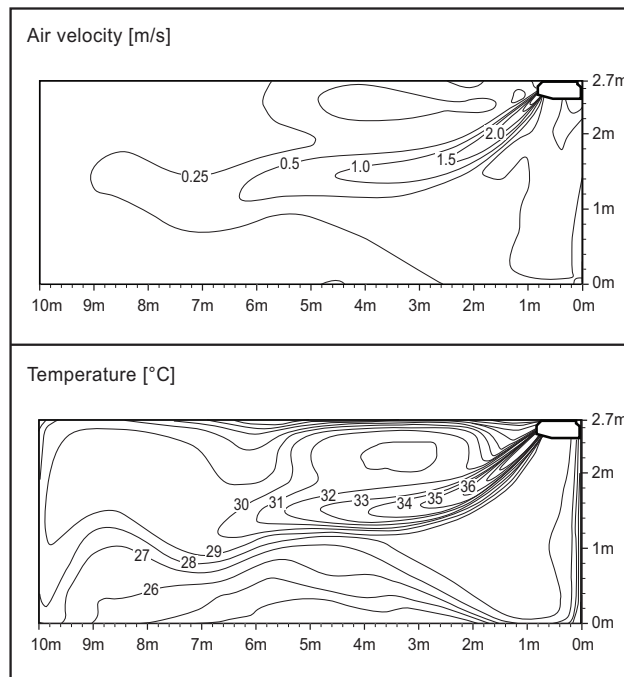 Air velocity [m/s]
2.7m
2.0
2m
0.5
1.0
1.5
0.25
1m
0m
10m 9m 8m 7m 6m 5m 4m 3m 2m 1m 0m
Temperature [°C]
2.7m
2m
36
35
34
33
32
31
30
29
28
27
1m
26
0m
10m 9m 8m 7m 6m 5m 4m 3m 2m 1m 0m